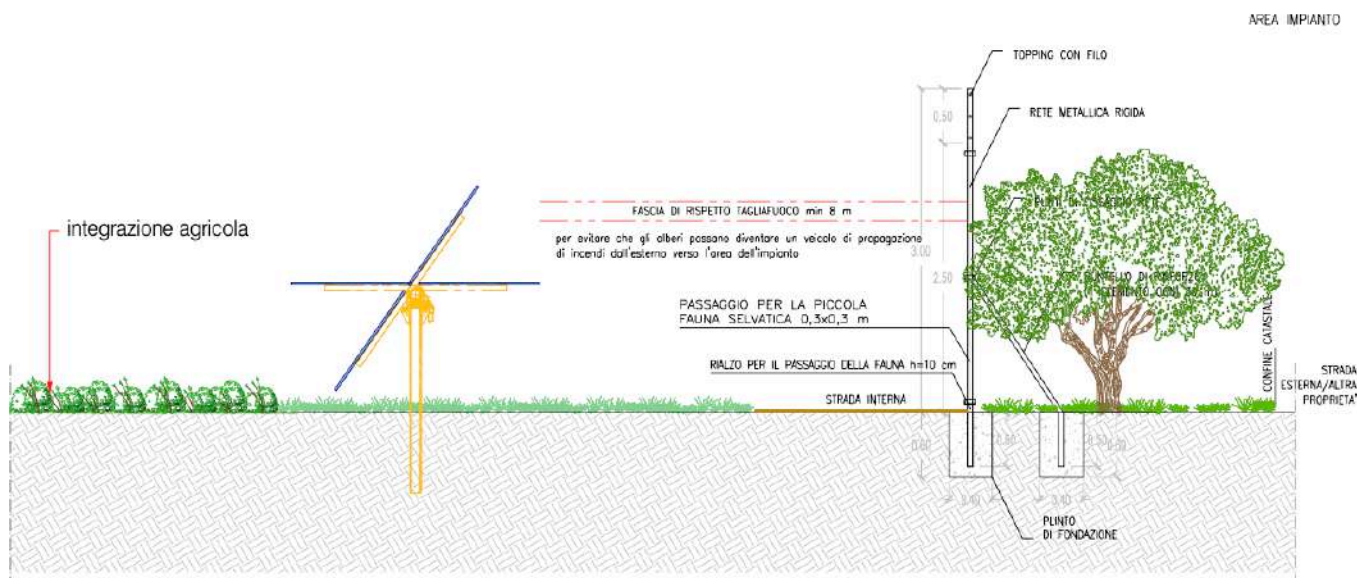 AREA IMPIANTO
TOPPING CON FILO
0.50
RETE METALLICA RIGIDA
integrazione agricola
FASCIA DI RISPETTO TAGLIAFUOCO min 8 m
per evitare che gli alberi possano diventare un veicolo di propagazione
di incendi dall'esterno verso l'area dell'impianto
3.00
2.50
PASSAGGIO PER LA PICCOLA
FAUNA SELVATICA 0,3x0,3 m
RIALZO PER IL PASSAGGIO DELLA FAUNA h=10 cm
STRADA INTERNA
CONFINE CATASTALE
STRADA
ESTERNA/ALTRA
PROPRIETA'
0.60
0.50
0.40
0.40
PLINTO
DI FONDAZIONE